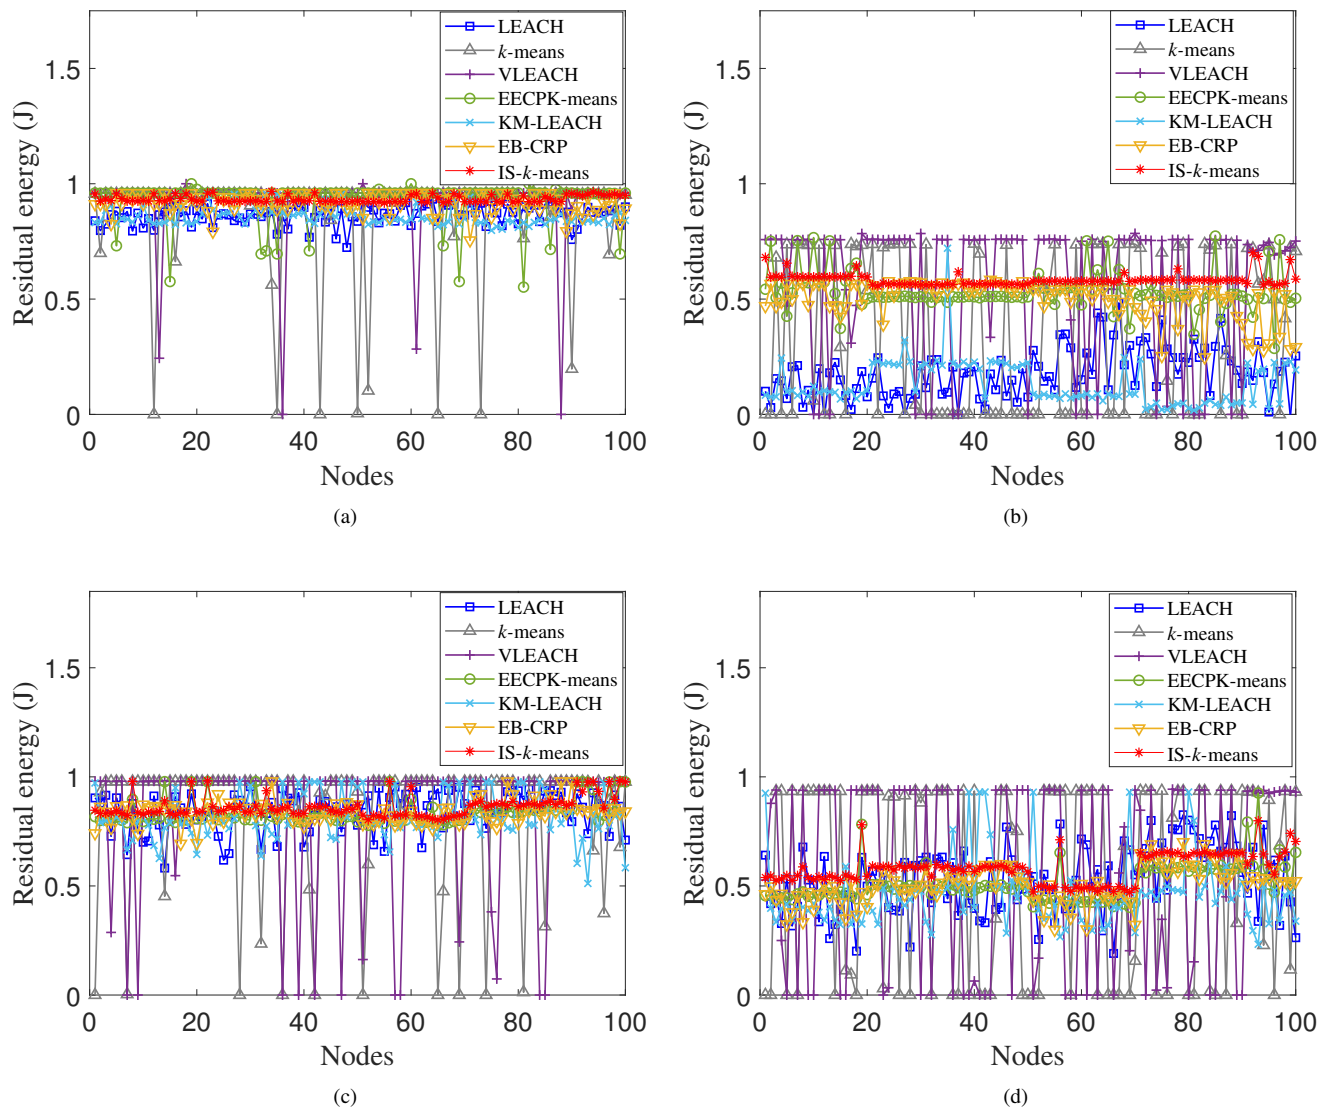 1.5
1
0.5
0
0 20 40 60 80 100
Residual energy (J)
Nodes
LEACH
k-means
VLEACH
EECPK-means
KM-LEACH
EB-CRP
IS-k-means
(a)
1.5
1
0.5
0
0 20 40 60 80 100
Residual energy (J)
Nodes
LEACH
k-means
VLEACH
EECPK-means
KM-LEACH
EB-CRP
IS-k-means
(b)
1.5
1
0.5
0
0 20 40 60 80 100
Residual energy (J)
Nodes
LEACH
k-means
VLEACH
EECPK-means
KM-LEACH
EB-CRP
IS-k-means
(c)
1.5
1
0.5
0
0 20 40 60 80 100
Residual energy (J)
Nodes
LEACH
k-means
VLEACH
EECPK-means
KM-LEACH
EB-CRP
IS-k-means
(d)